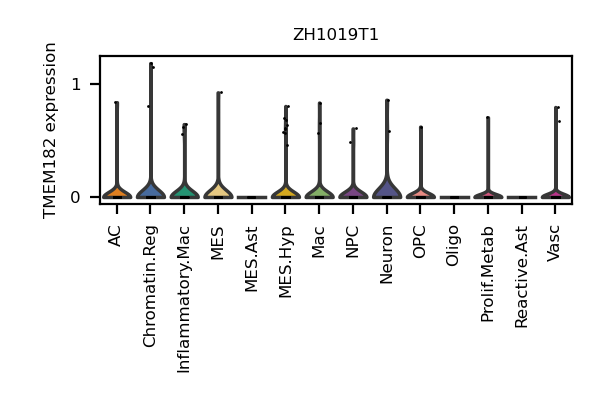 ZH1019T1
TMEM182 expression
1
0
AC
Chromatin.Reg
Inflammatory.Mac
MES
MES.Ast
MES.Hyp
Mac
NPC
Neuron
OPC
Oligo
Prolif.Metab
Reactive.Ast
Vasc